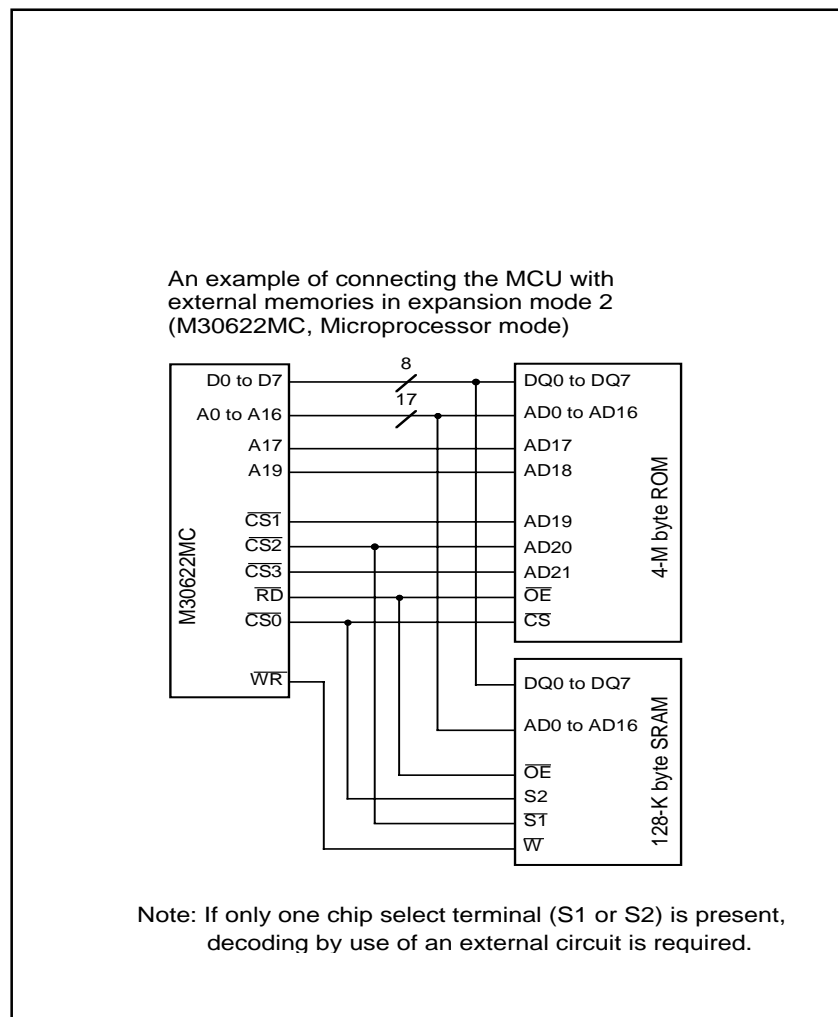 An example of connecting the MCU with
external memories in expansion mode 2
(M30622MC, Microprocessor mode)
8
17
D0 to D7
A0 to A16
A17
A19
CS1
CS2
CS3
RD
CS0
WR
M30622MC
DQ0 to DQ7
AD0 to AD16
AD17
AD18
AD19
AD20
AD21
OE
CS
4-M byte ROM
DQ0 to DQ7
AD0 to AD16
OE
S2
S1
W
128-K byte SRAM
Note: If only one chip select terminal (S1 or S2) is present,
decoding by use of an external circuit is required.